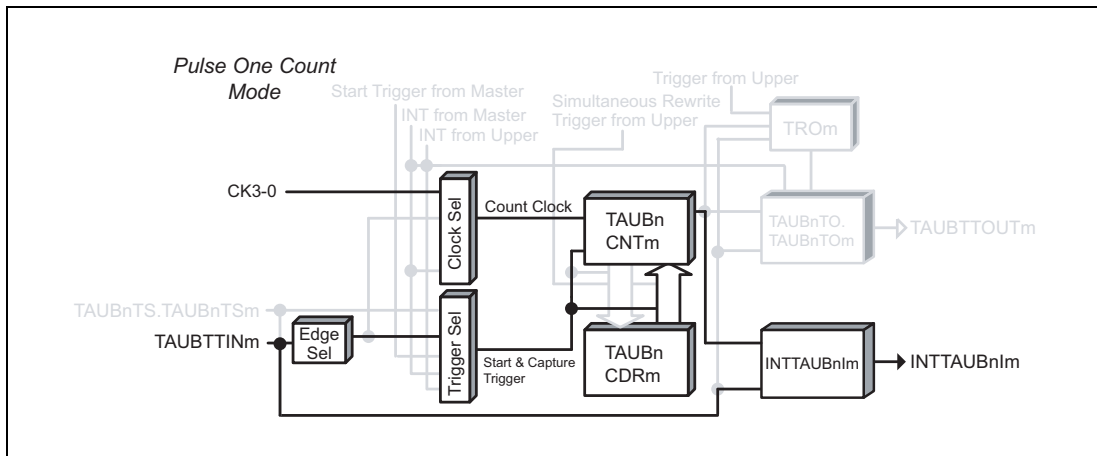 Pulse One Count
Mode
Trigger from Upper
Start Trigger from Master
Simultaneous Rewrite
Trigger from Upper
INT from Master
INT from Upper
TROm
CK3-0
Clock Sel
Count Clock
TAUBn
CNTm
TAUBnTO.
TAUBnTOm
TAUBTTOUTm
TAUBnTS.TAUBnTSm
TAUBTTINm
Edge
Sel
Trigger Sel
Start & Capture
Trigger
TAUBn
CDRm
INTTAUBnIm
INTTAUBnIm